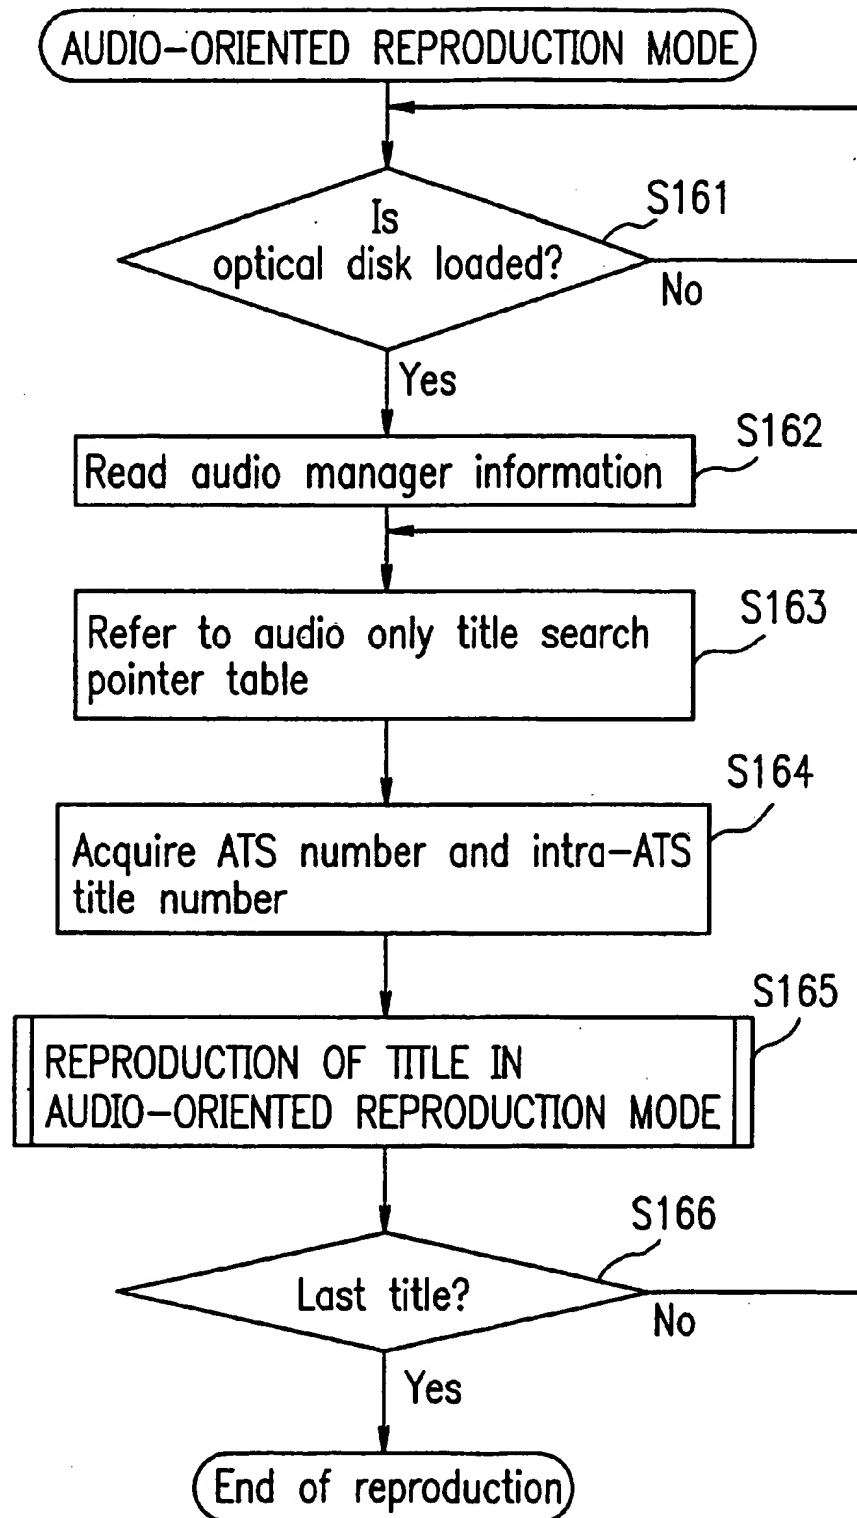 AUDIO-ORIENTED REPRODUCTION MODE
Is
optical disk loaded?
S161
No
Yes
S162
Read audio manager information
S163
Refer to audio only title search
pointer table
S164
Acquire ATS number and intra-ATS
title number
S165
REPRODUCTION OF TITLE IN
AUDIO-ORIENTED REPRODUCTION MODE
S166
Last title?
No
Yes
End of reproduction